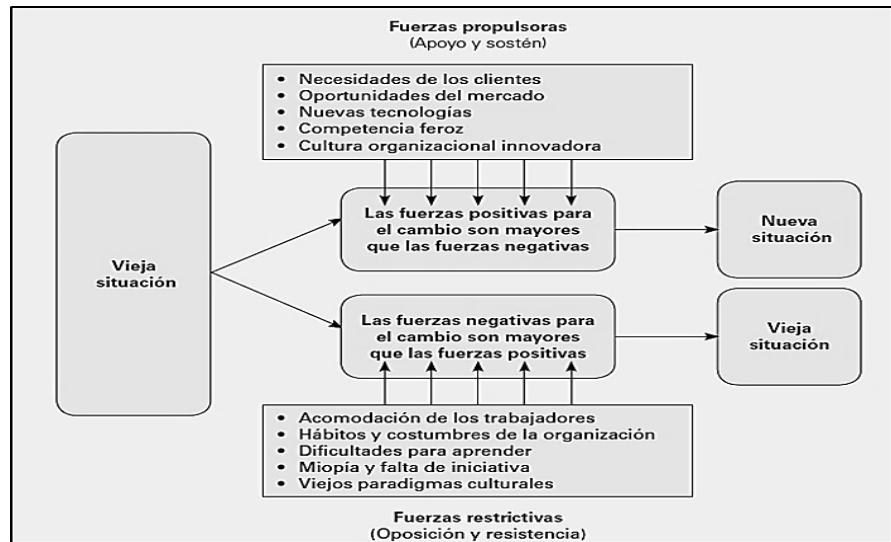 Fuerzas propulsoras
(Apoyo y sostén)
• Necesidades de los clientes
• Oportunidades del mercado
• Nuevas tecnologías
• Competencia feroz
• Cultura organizacional innovadora
Vieja
situación
Las fuerzas positivas para
el cambio son mayores
que las fuerzas negativas
Nueva
situación
Las fuerzas negativas para
el cambio son mayores
que las fuerzas positivas
Vieja
situación
• Acomodación de los trabajadores
• Hábitos y costumbres de la organización
• Dificultades para aprender
• Miopía y falta de iniciativa
• Viejos paradigmas culturales
Fuerzas restrictivas
(Oposición y resistencia)